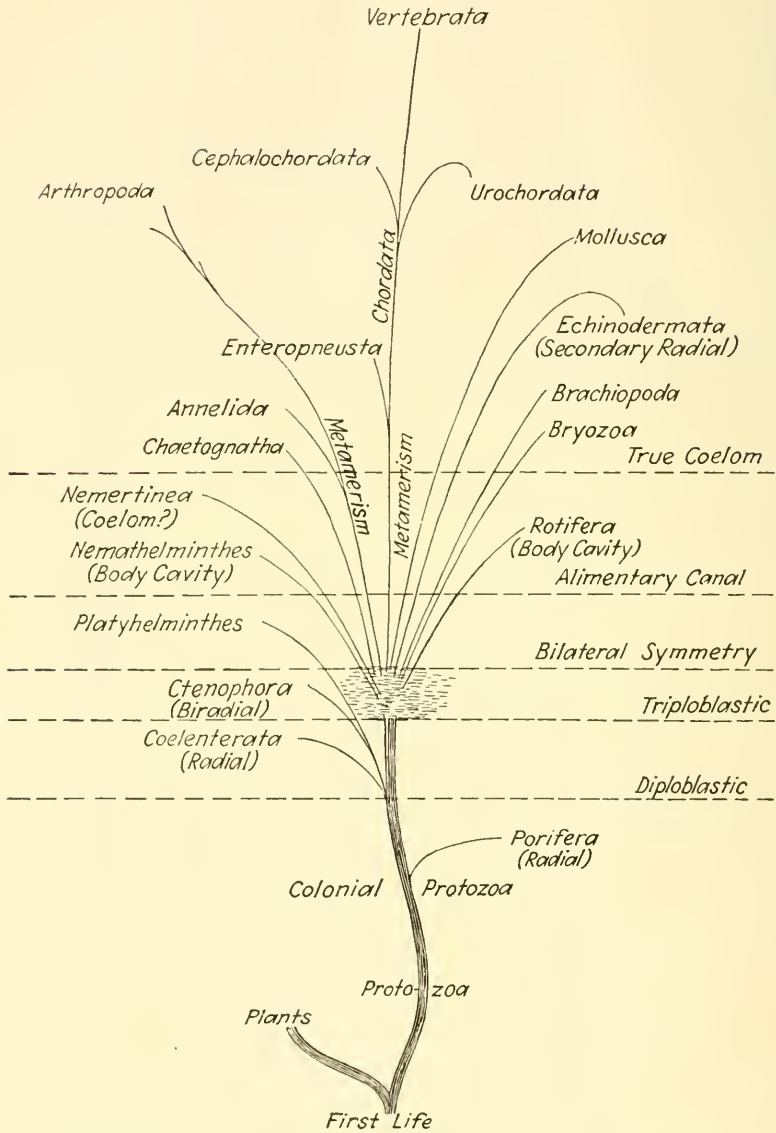 Vertebrata
Cephalochordata
Arthropoda
Urochordata
Mollusca
Chordata
Enteropneusta
Echinodermata
(Secondary Radial)
Annelida
Brachiopoda
Chaetognatha
Bryozoa
True Coelom
Metamerism
Metamerism
Nemertinea
(Coelom?)
Rotifera
(Body Cavity)
Nemathelminthes
(Body Cavity)
Alimentary Canal
Platyhelminthes
Bilateral Symmetry
Ctenophora
(Biradial)
Triploblastic
Coelenterata
(Radial)
Diploblastic
Porifera
(Radial)
Colonial Protozoa
Proto-zoa
Plants
First Life